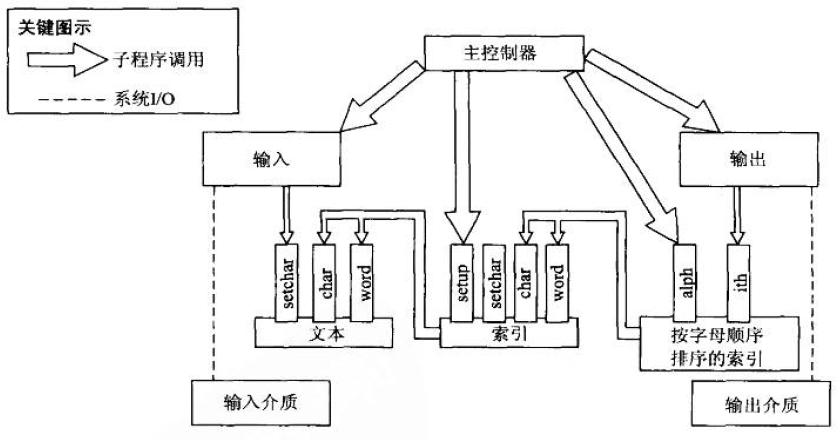 关键图示
子程序调用
系统I/O
主控制器
输入
输出
setchar
char
word
setup
setchar
char
word
alph
ith
文本
索引
按字母顺序
排序的索引
输入介质
输出介质